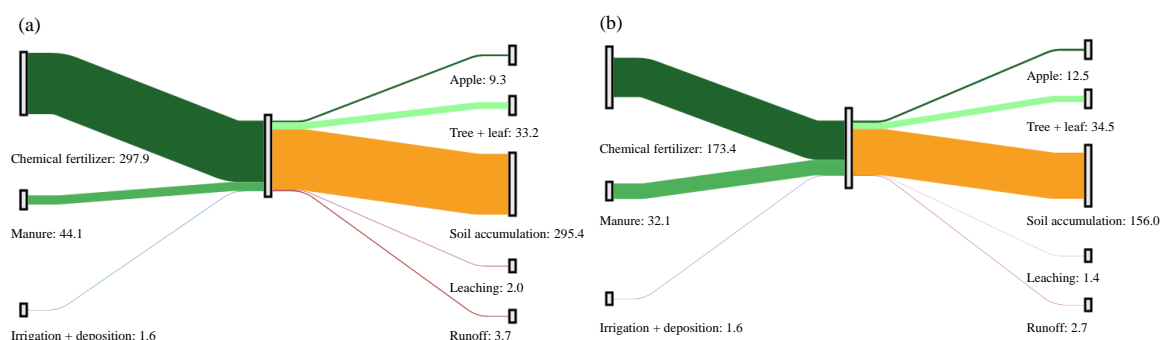 (a)
Apple: 9.3
Tree + leaf: 33.2
Chemical fertilizer: 297.9
Manure: 44.1
Soil accumulation: 295.4
Leaching: 2.0
Irrigation + deposition: 1.6
Runoff: 3.7
(b)
Apple: 12.5
Tree + leaf: 34.5
Chemical fertilizer: 173.4
Manure: 32.1
Soil accumulation: 156.0
Leaching: 1.4
Irrigation + deposition: 1.6
Runoff: 2.7